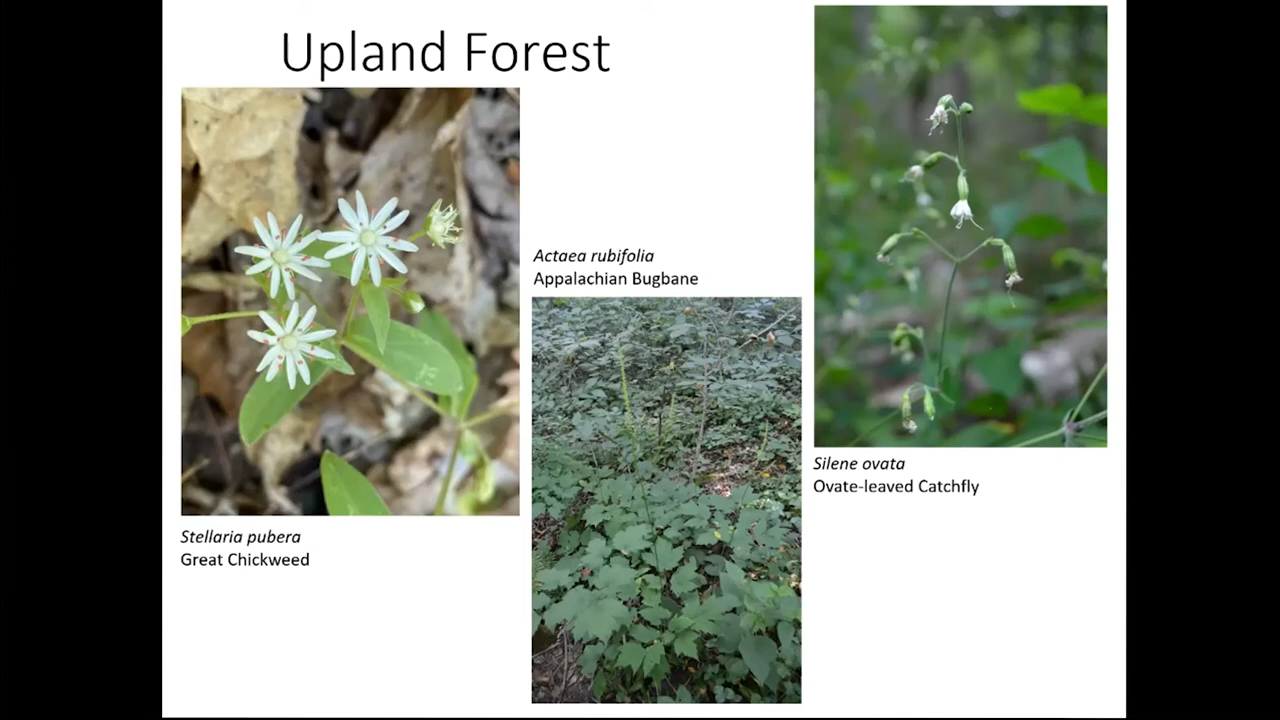 Upland Forest
Stellaria pubera
Great Chickweed
Actaea rubifolia
Appalachian Bugbane
Silene ovata
Ovate-leaved Catchfly